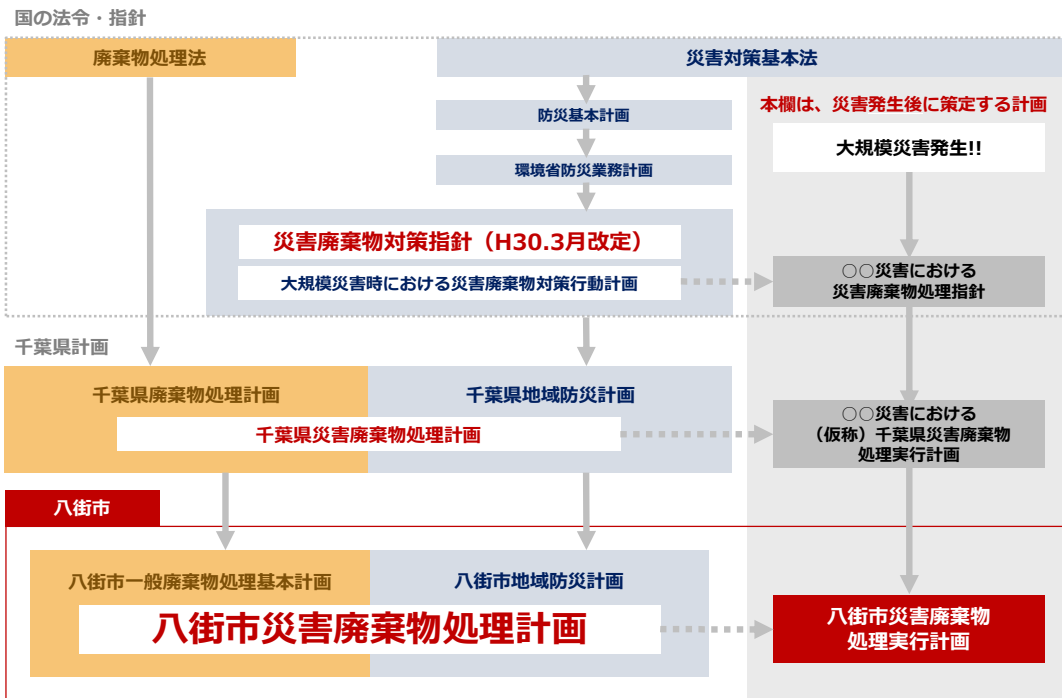 国の法令・指針
廃棄物処理法
災害対策基本法
防災基本計画
環境省防災業務計画
本欄は、災害発生後に策定する計画
大規模災害発生!!
災害廃棄物対策指針（H30.3月改定）
大規模災害時における災害廃棄物対策行動計画
○○災害における
災害廃棄物処理指針
千葉県計画
千葉県廃棄物処理計画
千葉県地域防災計画
千葉県災害廃棄物処理計画
○○災害における
（仮称）千葉県災害廃棄物
処理実行計画
八街市
八街市一般廃棄物処理基本計画
八街市地域防災計画
八街市災害廃棄物処理計画
八街市災害廃棄物
処理実行計画